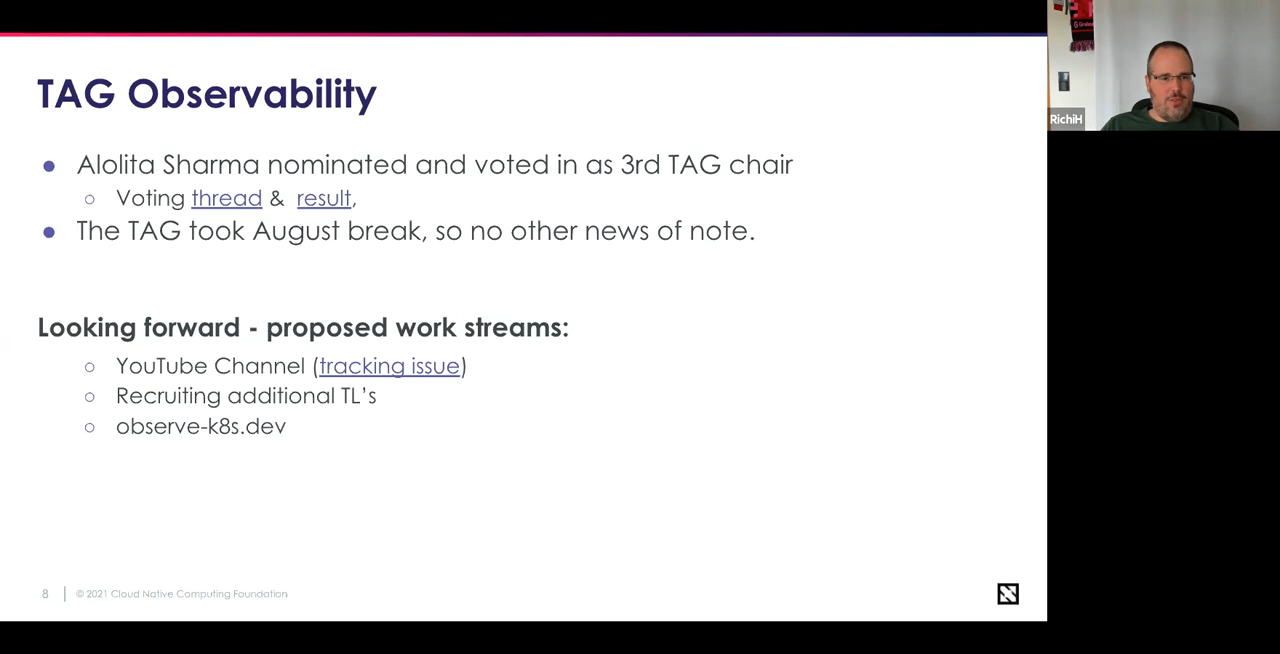 TAG Observability
Alolita Sharma nominated and voted in as 3rd TAG chair
Voting thread & result,
The TAG took August break, so no other news of note.
Looking forward - proposed work streams:
YouTube Channel (tracking issue)
Recruiting additional TL’s
observe-k8s.dev
8
© 2021 Cloud Native Computing Foundation
RichiH